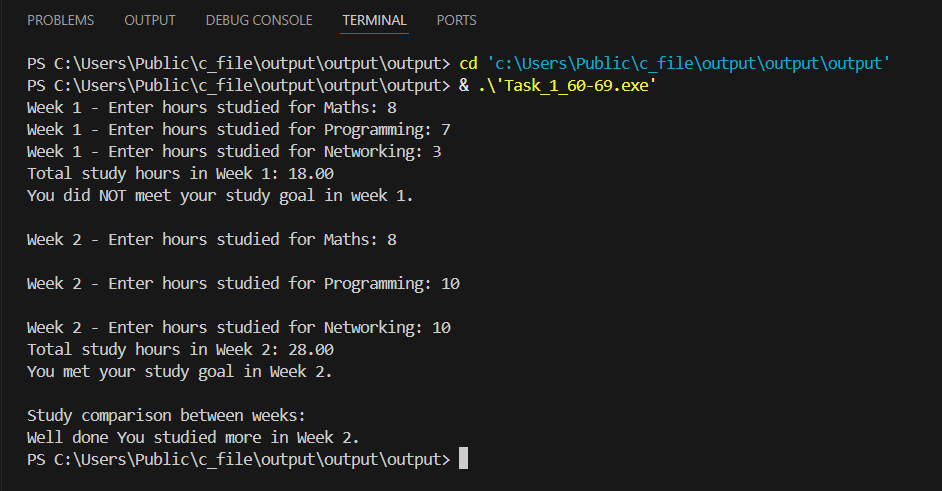 PROBLEMS OUTPUT DEBUG CONSOLE TERMINAL PORTS
PS C:\Users\Public\c_file\output\output\output> cd 'c:\Users\Public\c_file\output\output\output'
PS C:\Users\Public\c_file\output\output\output> & .\'Task_1_60-69.exe'
Week 1 - Enter hours studied for Maths: 8
Week 1 - Enter hours studied for Programming: 7
Week 1 - Enter hours studied for Networking: 3
Total study hours in Week 1: 18.00
You did NOT meet your study goal in week 1.
Week 2 - Enter hours studied for Maths: 8
Week 2 - Enter hours studied for Programming: 10
Week 2 - Enter hours studied for Networking: 10
Total study hours in Week 2: 28.00
You met your study goal in Week 2.
Study comparison between weeks:
Well done You studied more in Week 2.
PS C:\Users\Public\c_file\output\output\output>